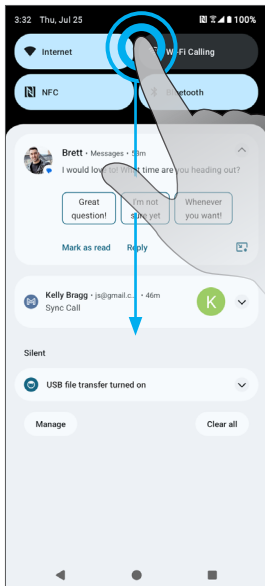 3:32 Thu, Jul 25 100%
Internet
Wi-Fi Calling
NFC
Bluetooth
Brett • Messages • 59m
I would love to! What time are you heading out?
Great question!
I'm not sure yet
Whenever you want!
Mark as read Reply
Kelly Bragg • js@gmail.c... • 46m
Sync Call
K
Silent
USB file transfer turned on
Manage
Clear all